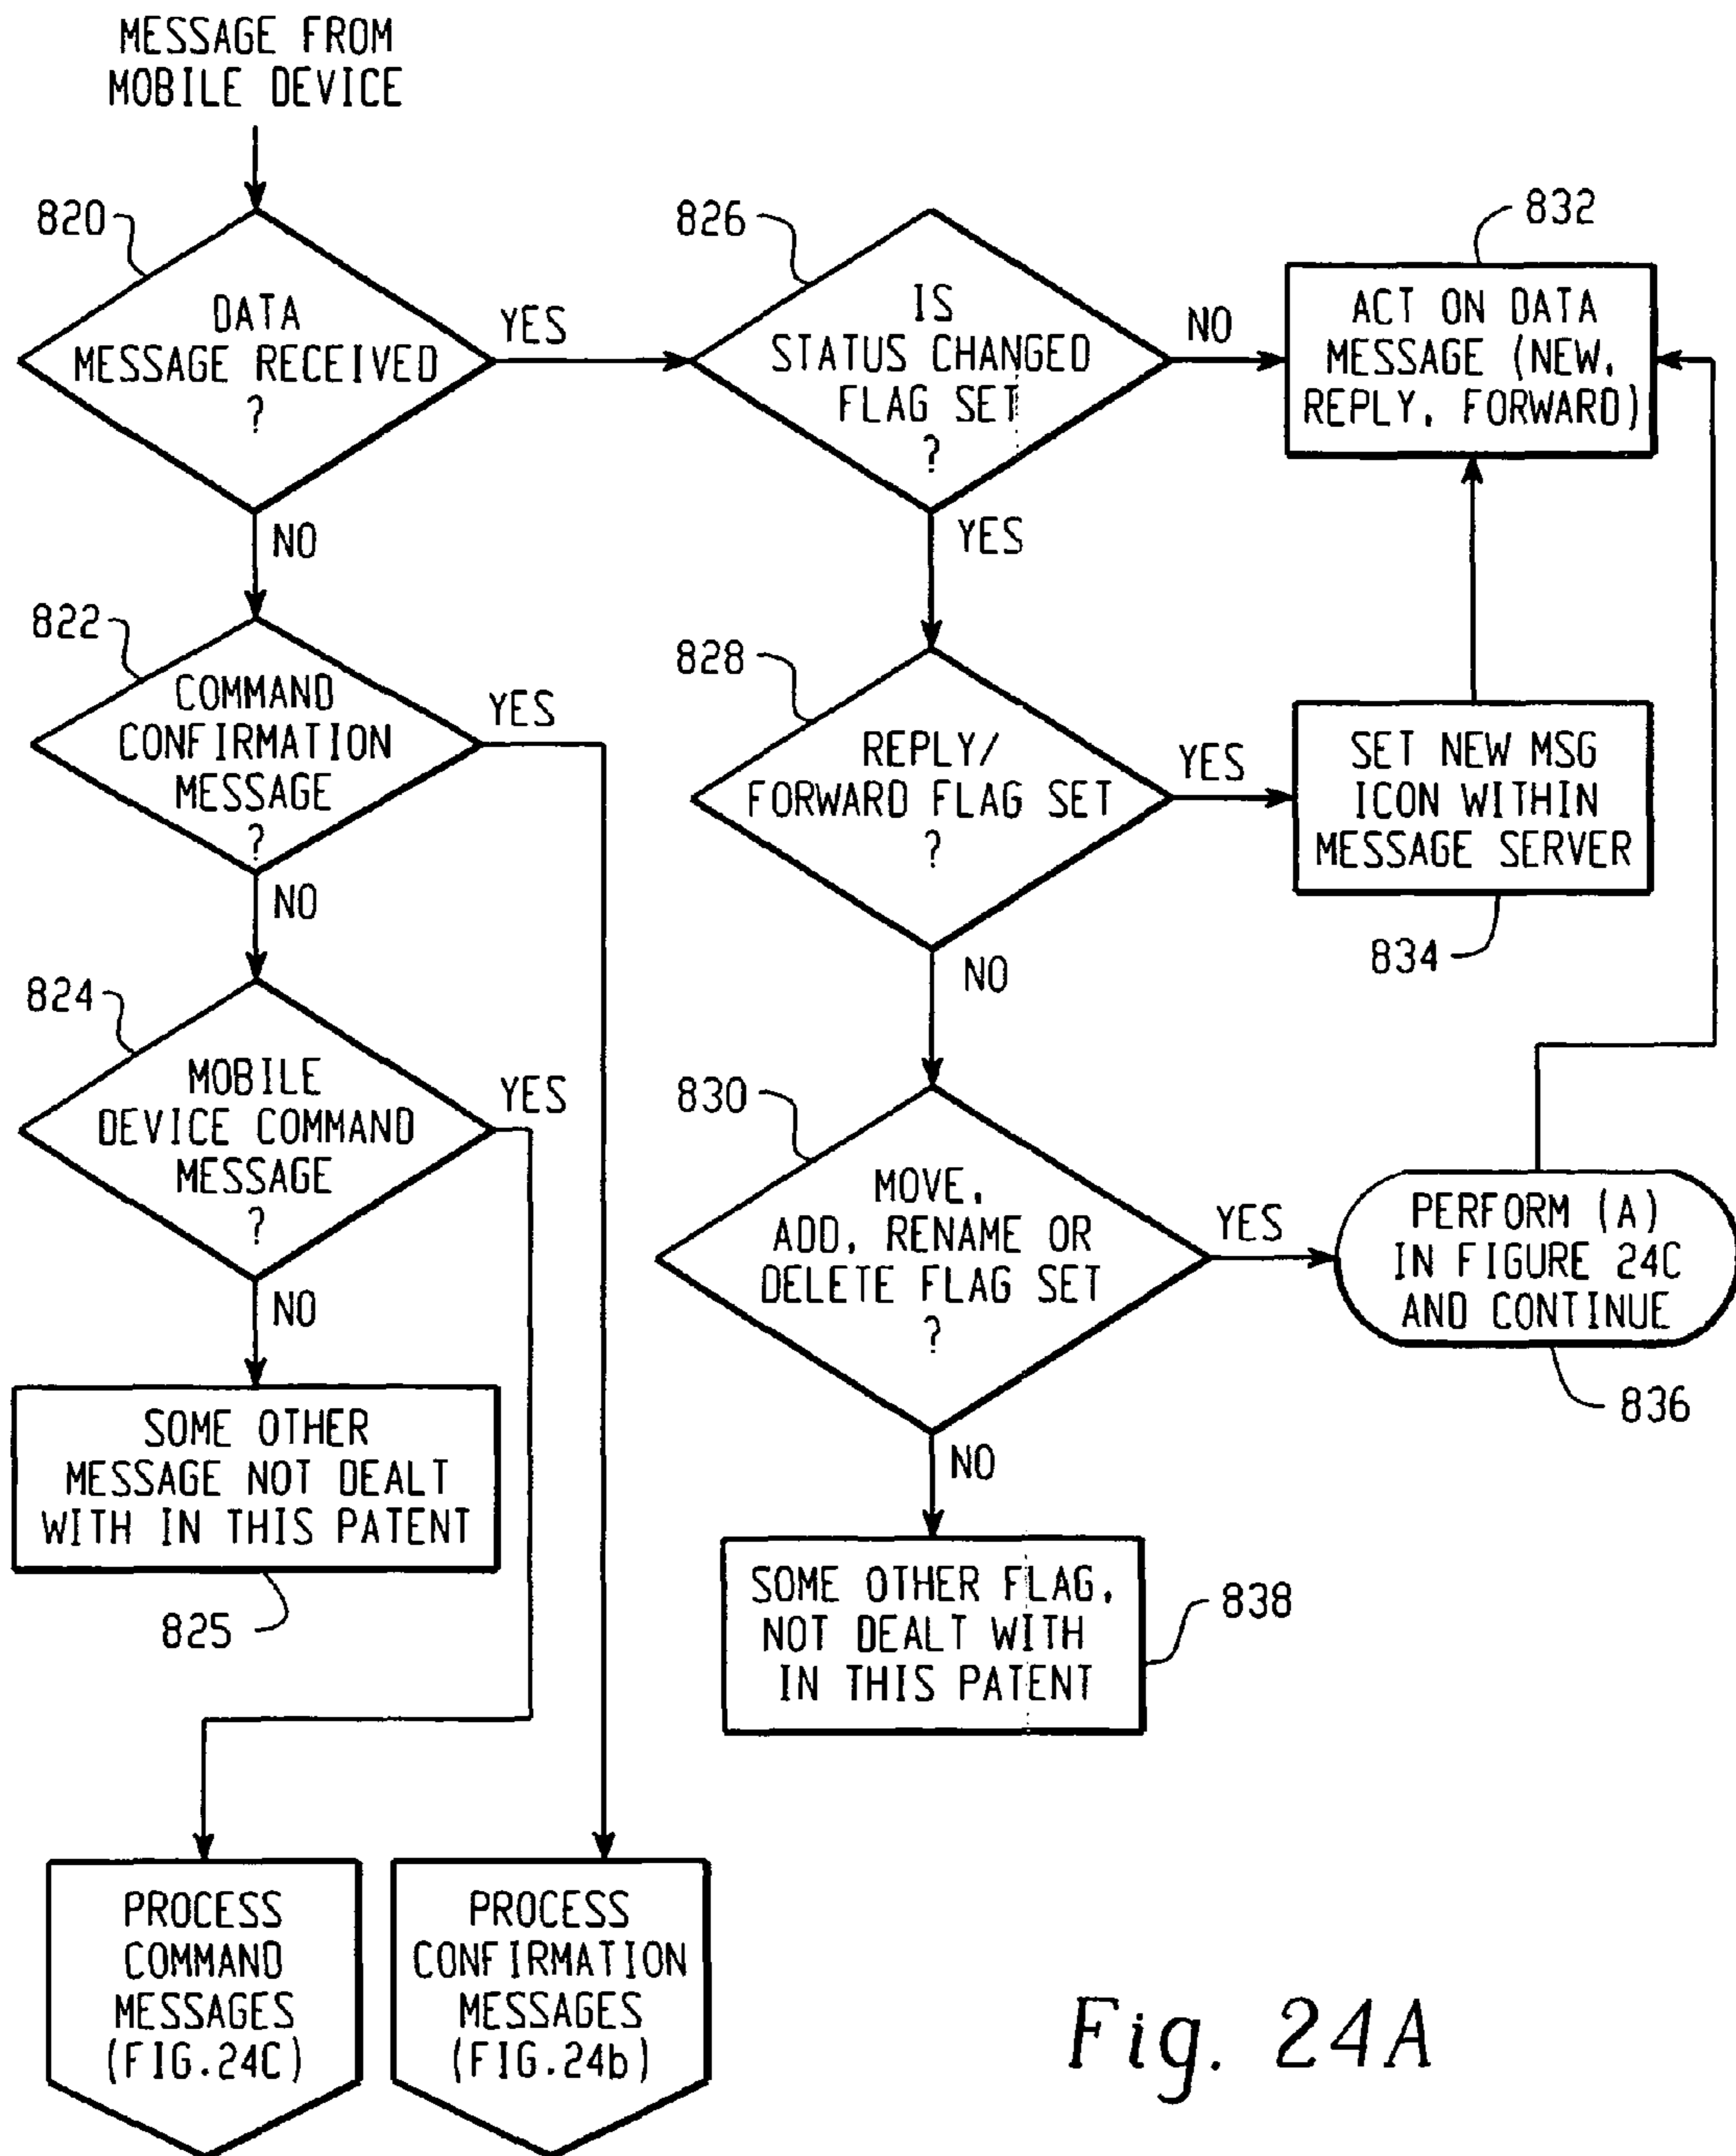 MESSAGE FROM
MOBILE DEVICE
820
DATA
MESSAGE RECEIVED
?
YES
NO
826
IS
STATUS CHANGED
FLAG SET
?
NO
YES
832
ACT ON DATA
MESSAGE (NEW,
REPLY, FORWARD)
822
COMMAND
CONFIRMATION
MESSAGE
?
YES
NO
828
REPLY/
FORWARD FLAG SET
?
YES
NO
SET NEW MSG
ICON WITHIN
MESSAGE SERVER
834
824
MOBILE
DEVICE COMMAND
MESSAGE
?
YES
NO
830
MOVE,
ADD, RENAME OR
DELETE FLAG SET
?
YES
NO
PERFORM (A)
IN FIGURE 24C
AND CONTINUE
836
SOME OTHER
MESSAGE NOT DEALT
WITH IN THIS PATENT
825
SOME OTHER FLAG,
NOT DEALT WITH
IN THIS PATENT
838
PROCESS
COMMAND
MESSAGES
(FIG.24C)
PROCESS
CONFIRMATION
MESSAGES
(FIG.24b)
Fig. 24A